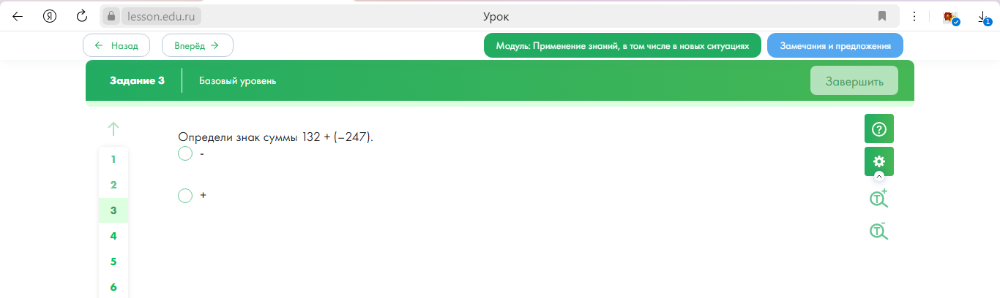 Я lesson.edu.ru Урок 1
Назад Вперёд Модуль: Применение знаний, в том числе в новых ситуациях Замечания и предложения
Задание 3 Базовый уровень Завершить
Определи знак суммы 132 + (–247).
-
+
1
2
3
4
5
6
?
T+
T-